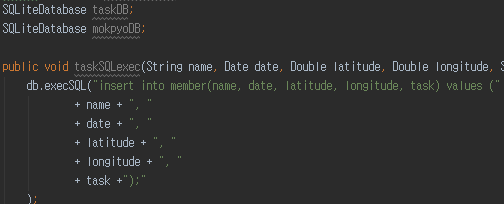 SQLiteDatabase taskDB;
SQLiteDatabase mokpyoDB;
public void taskSQLexec(String name, Date date, Double latitude, Double longitude, S
db.execSQL("insert into member(name, date, latitude, longitude, task) values ("
+ name + ", "
+ date + ", "
+ latitude + ", "
+ longitude + ", "
+ task +");"
);